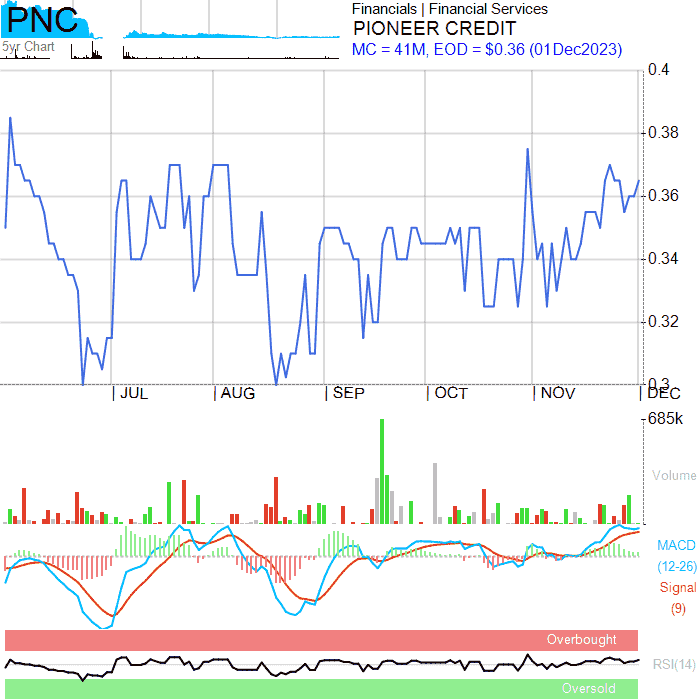 PNC
5yr Chart
Financials | Financial Services
PIONEER CREDIT
MC = 41M, EOD = $0.36 (01Dec2023)
0.4
0.38
0.36
0.34
0.32
0.3
JUL AUG SEP OCT NOV DEC
685k
Volume
MACD
(12-26)
Signal
(9)
Overbought
RSI(14)
Oversold